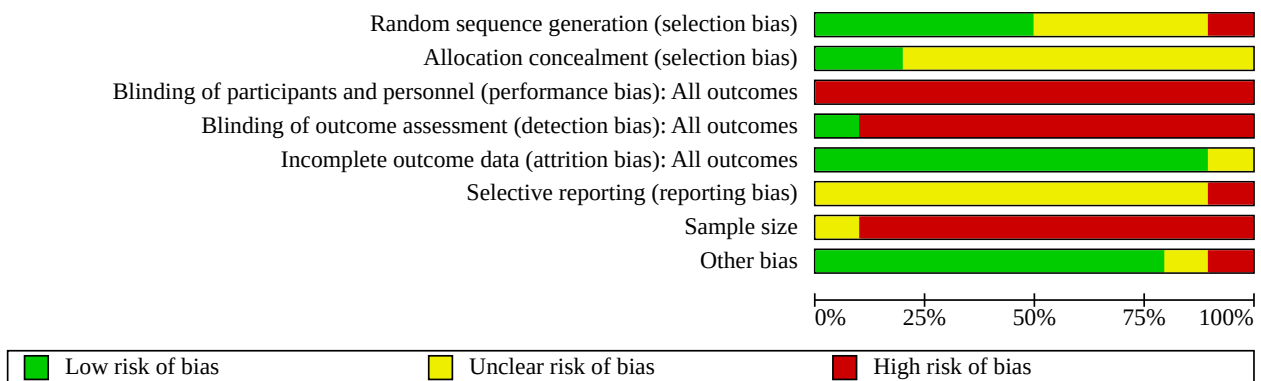 Random sequence generation (selection bias)
Allocation concealment (selection bias)
Blinding of participants and personnel (performance bias): All outcomes
Blinding of outcome assessment (detection bias): All outcomes
Incomplete outcome data (attrition bias): All outcomes
Selective reporting (reporting bias)
Sample size
Other bias
0% 25% 50% 75% 100%
Low risk of bias Unclear risk of bias High risk of bias